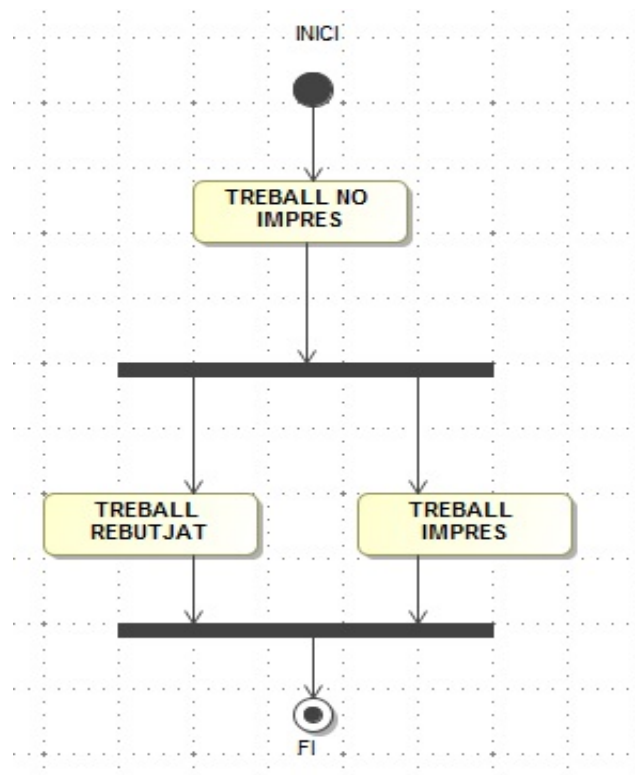 INICI
TREBALL NO
IMPRES
TREBALL
REBUTJAT
TREBALL
IMPRES
FI